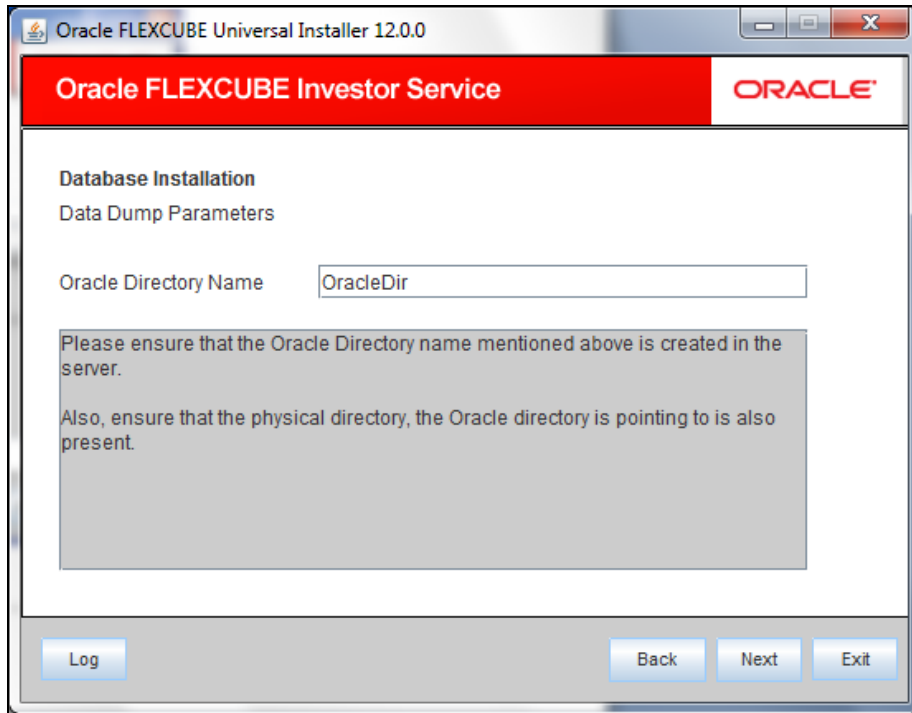 Oracle FLEXCUBE Universal Installer 12.0.0
Oracle FLEXCUBE Investor Service
ORACLE
Database Installation
Data Dump Parameters
Oracle Directory Name
OracleDir
Please ensure that the Oracle Directory name mentioned above is created in the
server.
Also, ensure that the physical directory, the Oracle directory is pointing to is also
present.
Log
Back
Next
Exit